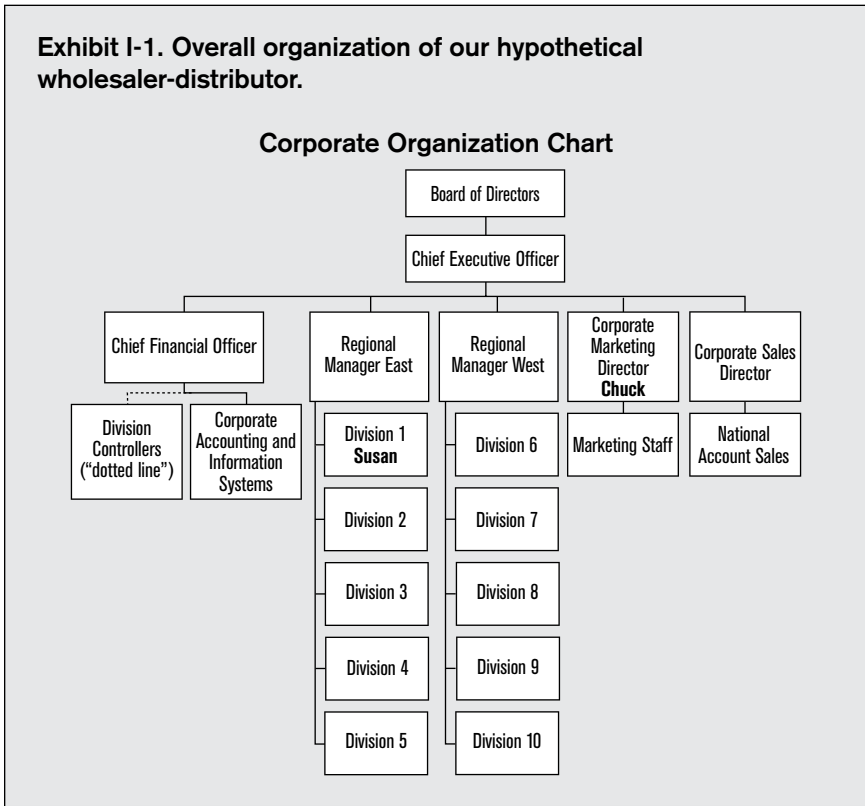 Exhibit I-1. Overall organization of our hypothetical
wholesaler-distributor.
Corporate Organization Chart
Board of Directors
Chief Executive Officer
Chief Financial Officer
Regional
Manager East
Regional
Manager West
Corporate
Marketing
Director
Chuck
Corporate Sales
Director
Division
Controllers
(“dotted line”)
Corporate
Accounting and
Information
Systems
Division 1
Susan
Division 6
Marketing Staff
National
Account Sales
Division 2
Division 7
Division 3
Division 8
Division 4
Division 9
Division 5
Division 10